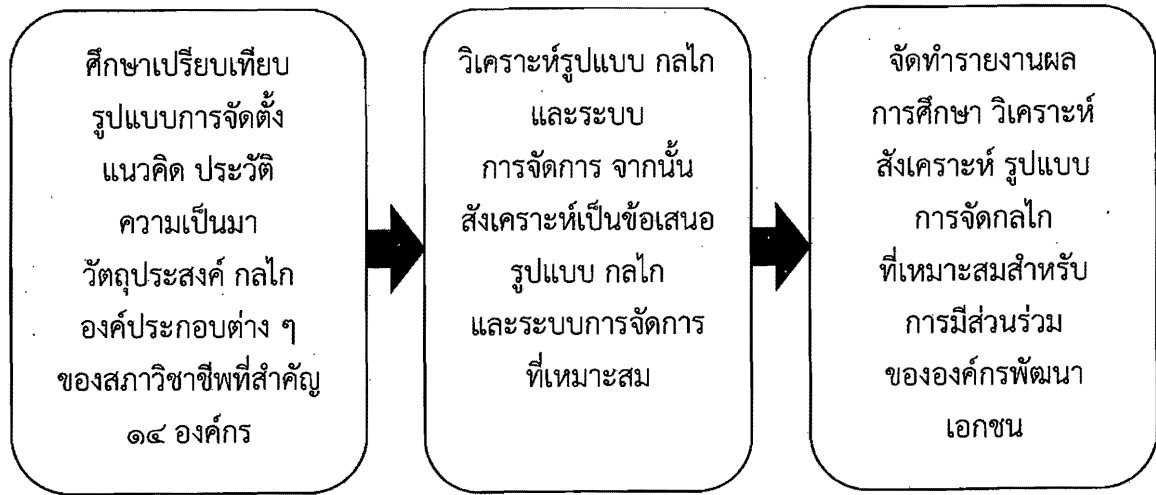 ศึกษาเปรียบเทียบ
รูปแบบการจัดตั้ง
แนวคิด ประวัติ
ความเป็นมา
วัตถุประสงค์ กลไก
องค์ประกอบต่าง ๆ
ของสภาวิชาชีพที่สำคัญ
๑๔ องค์กร
วิเคราะห์รูปแบบ กลไก
และระบบ
การจัดการ จากนั้น
สังเคราะห์เป็นข้อเสนอ
รูปแบบ กลไก
และระบบการจัดการ
ที่เหมาะสม
จัดทำรายงานผล
การศึกษา วิเคราะห์
สังเคราะห์ รูปแบบ
การจัดกลไก
ที่เหมาะสมสำหรับ
การมีส่วนร่วม
ขององค์กรพัฒนา
เอกชน